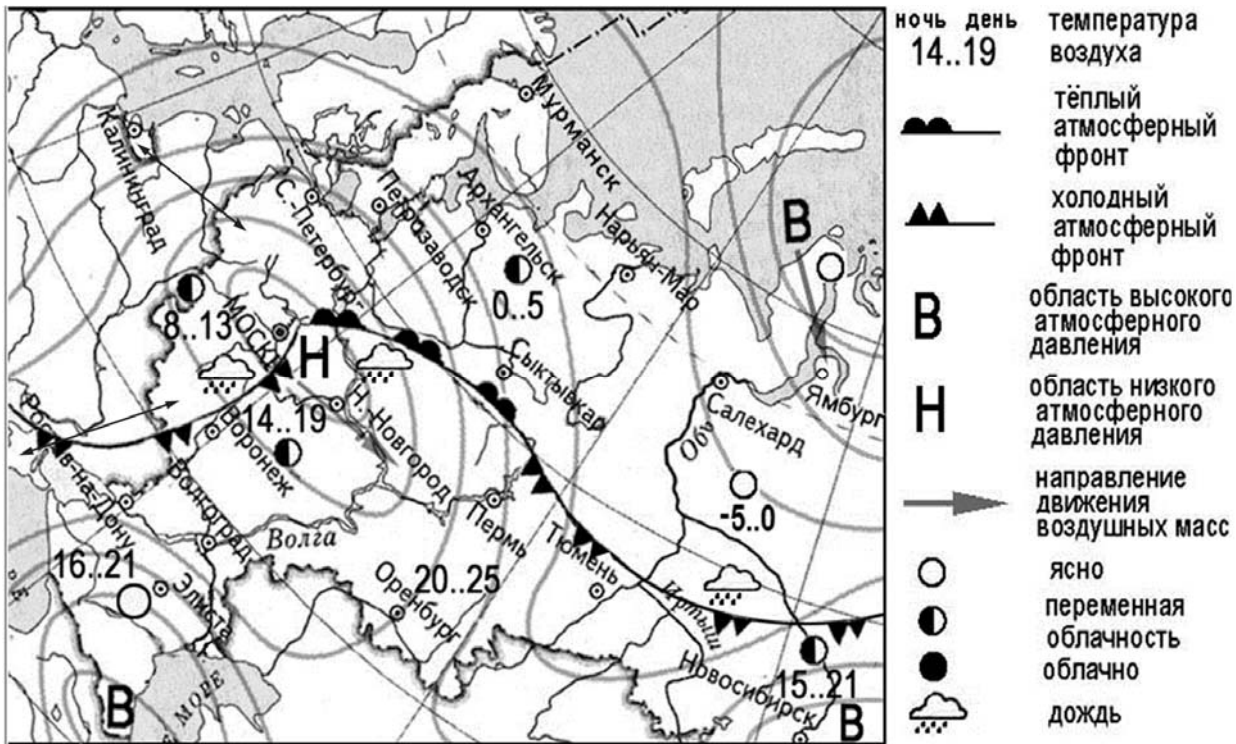 Мурманск
Калининград
С.-Петербург
Петрозаводск
Архангельск
Нарьян-Мар
В
0..5
МОСКВА
8..13
Н
Сыктывкар
Салехард
Ямбург
Обь
-5..0
14..19
Н.-Новгород
Воронеж
Ростов-на-Дону
Волгоград
Пермь
Тюмень
Волга
Иртыш
16..21
Элиста
Оренбург
20..25
Новосибирск
15..21
В
МОРЕ
В
ночь день температура
14..19 воздуха
тёплый
атмосферный
фронт
холодный
атмосферный
фронт
В
область высокого
атмосферного
давления
Н
область низкого
атмосферного
давления
направление
движения
воздушных масс
ясно
переменная
облачность
облачно
дождь